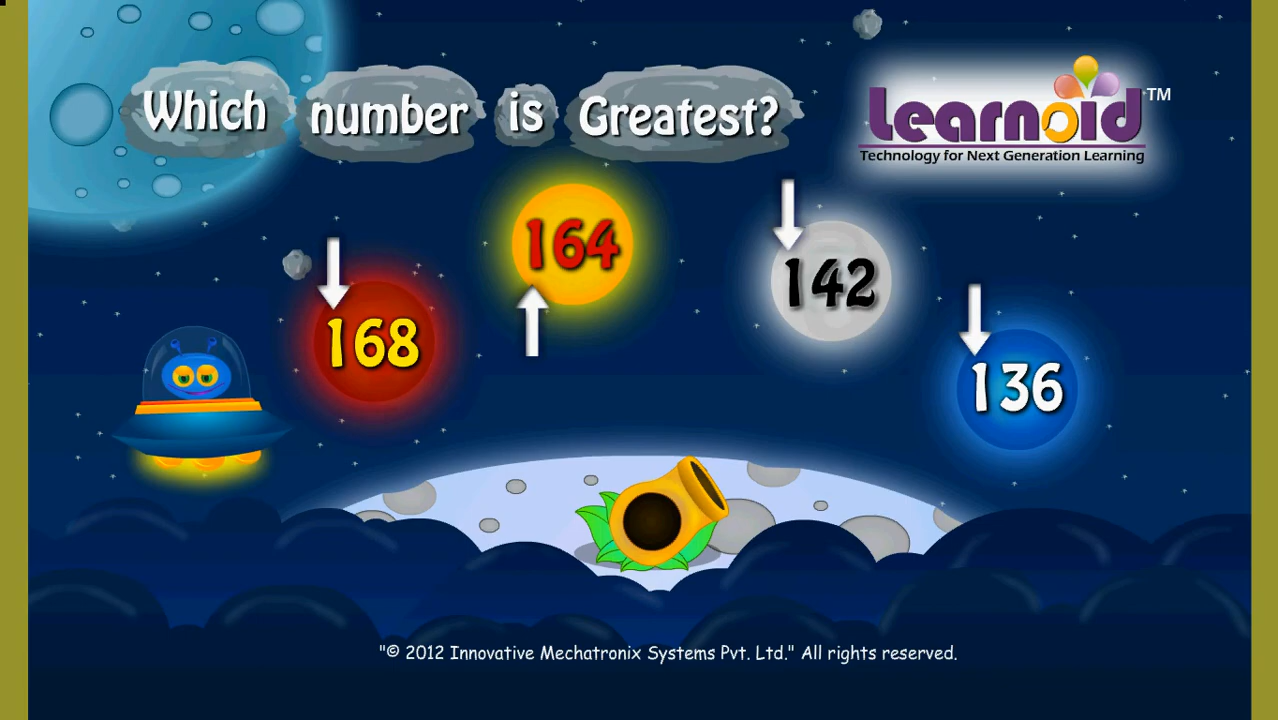 Which number is Greatest?
Learnoid™
Technology for Next Generation Learning
164
142
168
136
"© 2012 Innovative Mechatronix Systems Pvt. Ltd." All rights reserved.